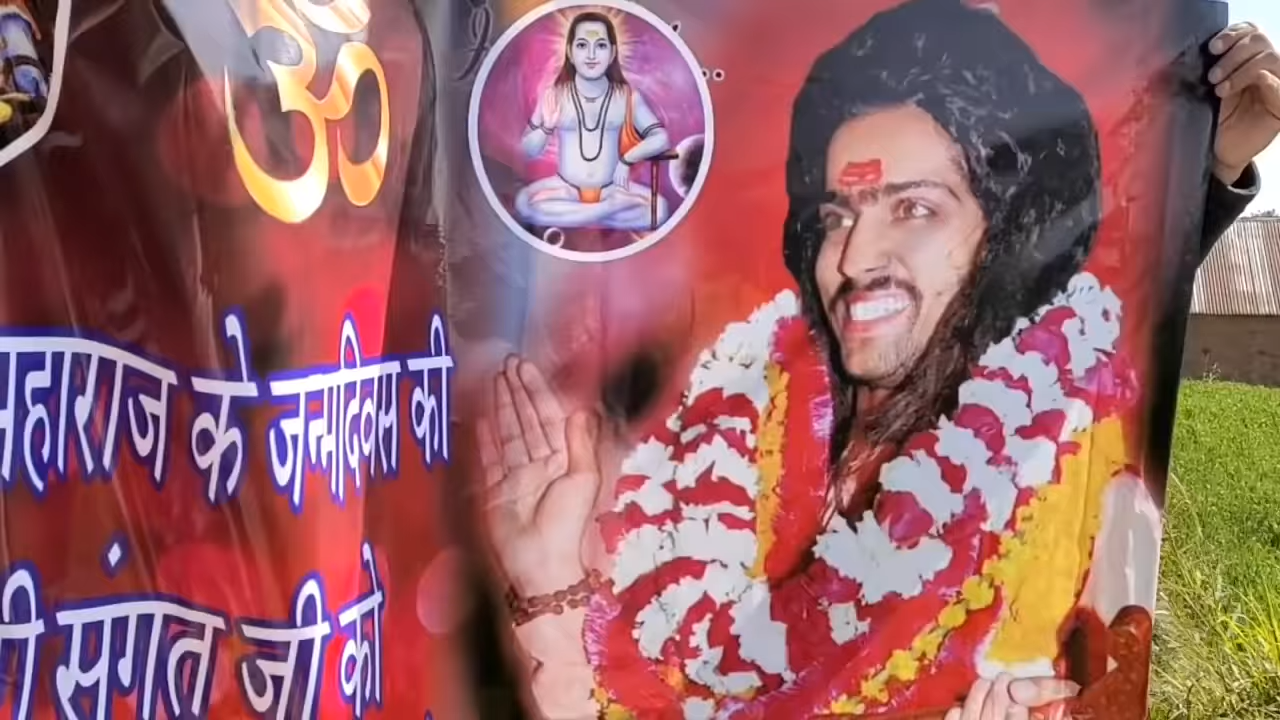 ॐ
महाराज के जन्मदिवस की
संगत जी को